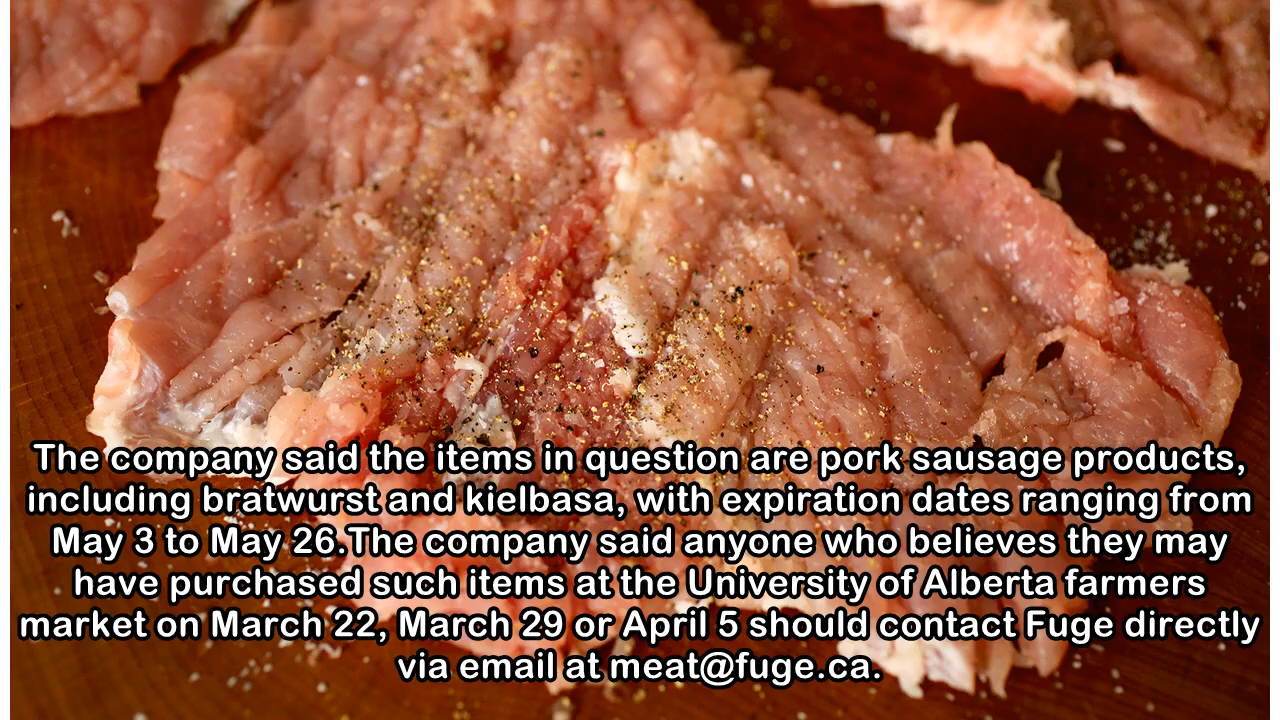 The company said the items in question are pork sausage products,
including bratwurst and kielbasa, with expiration dates ranging from
May 3 to May 26.The company said anyone who believes they may
have purchased such items at the University of Alberta farmers
market on March 22, March 29 or April 5 should contact Fuge directly
via email at meat@fuge.ca.